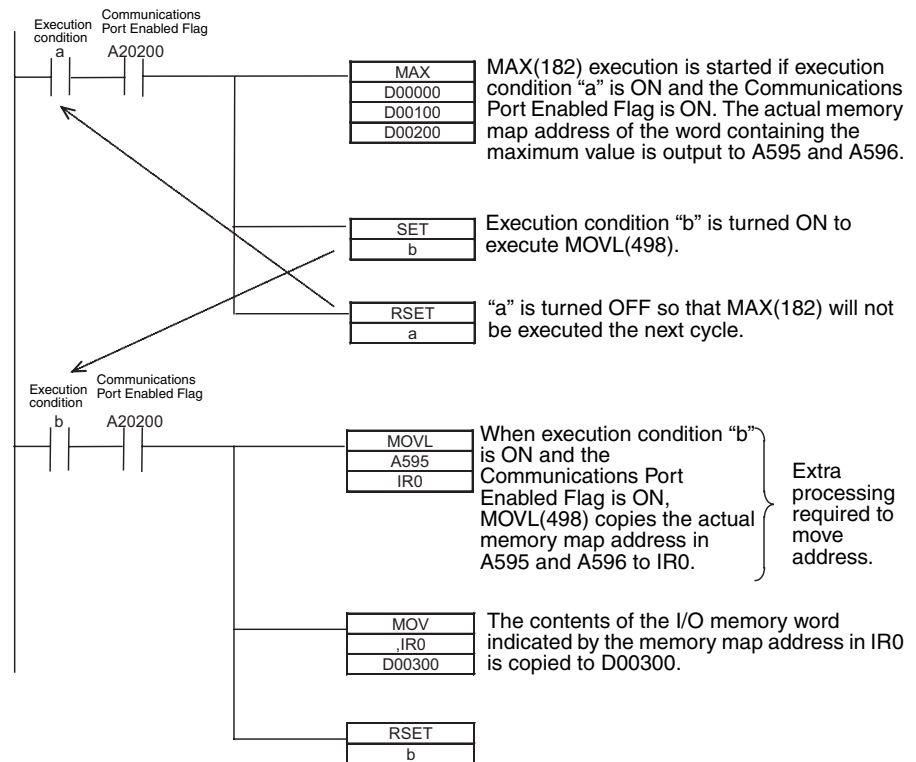 Execution
condition
a
Communications
Port Enabled Flag
A20200
MAX
D00000
D00100
D00200
MAX(182) execution is started if execution
condition “a” is ON and the Communications
Port Enabled Flag is ON. The actual memory
map address of the word containing the
maximum value is output to A595 and A596.
SET
b
Execution condition “b” is turned ON to
execute MOVL(498).
RSET
a
“a” is turned OFF so that MAX(182) will not
be executed the next cycle.
Execution
condition
b
Communications
Port Enabled Flag
A20200
MOVL
A595
IR0
When execution condition “b”
is ON and the
Communications Port
Enabled Flag is ON,
MOVL(498) copies the actual
memory map address in
A595 and A596 to IR0.
Extra
processing
required to
move
address.
MOV
,IR0
D00300
The contents of the I/O memory word
indicated by the memory map address in IR0
is copied to D00300.
RSET
b